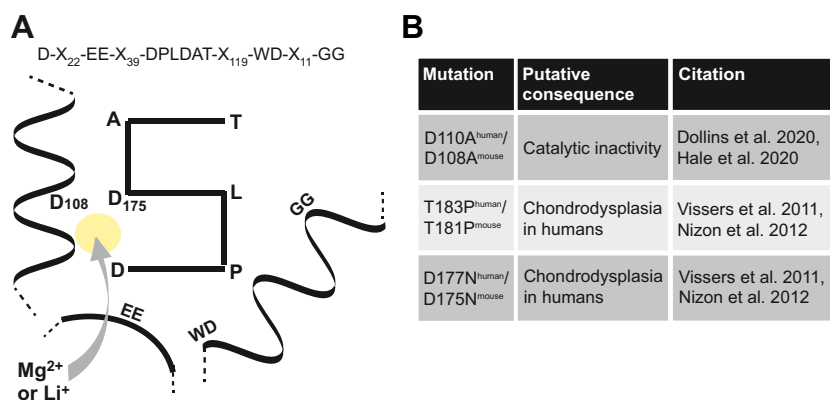 A
D-X22-EE-X39-DPLDAT-X119-WD-X11-GG
A
T
D108
D175
L
D
P
EE
WD
GG
Mg2+
or Li+
B
Mutation
Putative
consequence
Citation
D110Ahuman/
D108Amouse
Catalytic inactivity
Dollins et al. 2020,
Hale et al. 2020
T183Phuman/
T181Pmouse
Chondrodysplasia
in humans
Vissers et al. 2011,
Nizon et al. 2012
D177Nhuman/
D175Nmouse
Chondrodysplasia
in humans
Vissers et al. 2011,
Nizon et al. 2012